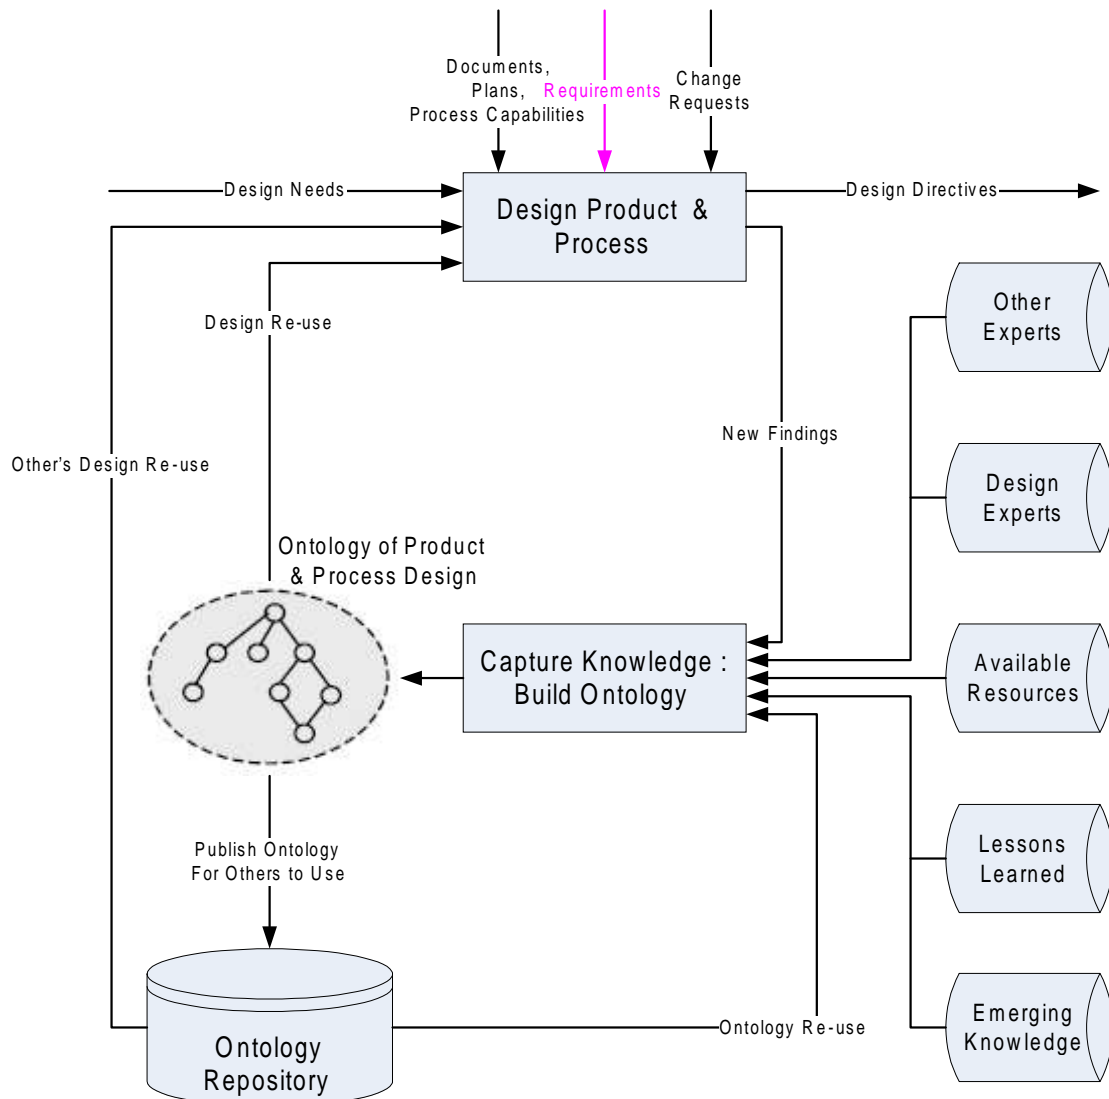 Documents,
Plans,
Process Capabilities
Requirements
Change
Requests
Design Needs
Design Product &
Process
Design Directives
Other
Experts
Design Re-use
New Findings
Other's Design Re-use
Design
Experts
Ontology of Product
& Process Design
Capture Knowledge :
Build Ontology
Available
Resources
Publish Ontology
For Others to Use
Lessons
Learned
Ontology
Repository
Ontology Re-use
Emerging
Knowledge